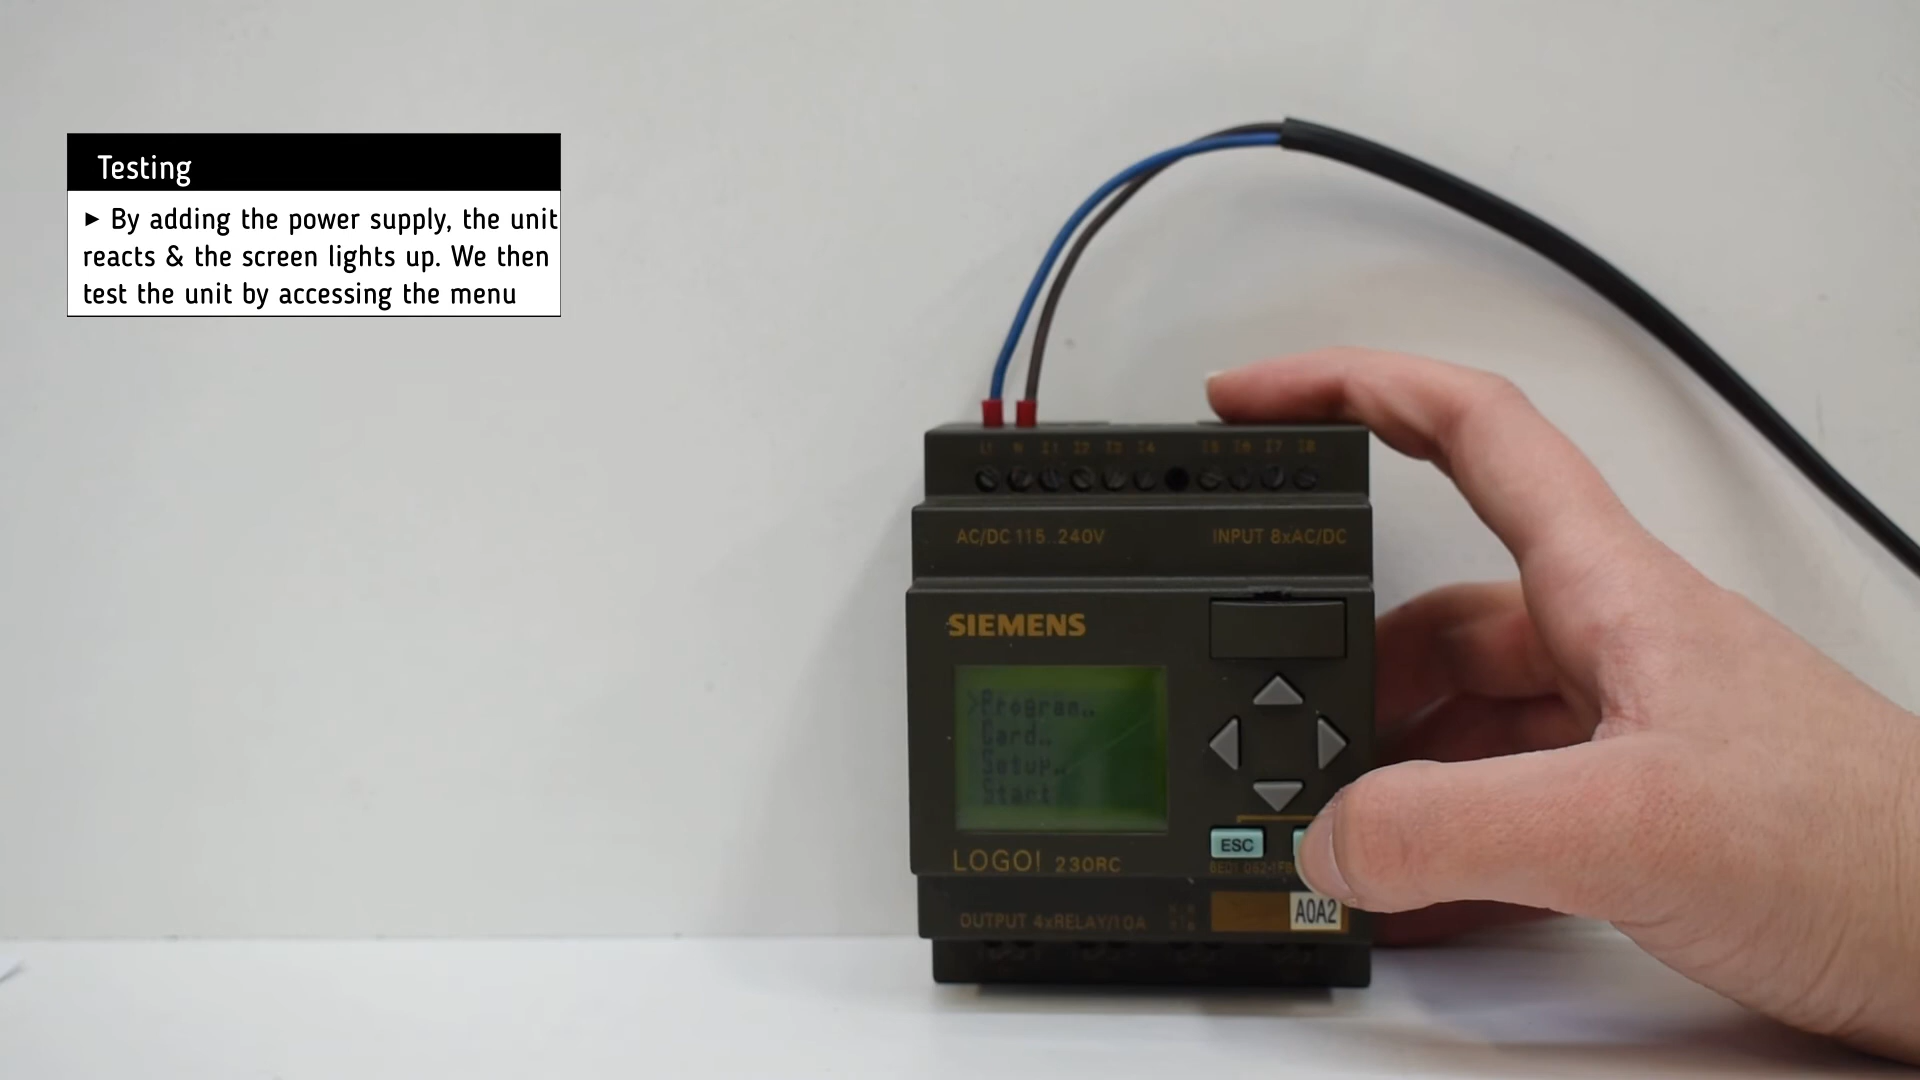 Testing
► By adding the power supply, the unit
reacts & the screen lights up. We then
test the unit by accessing the menu
L1 N I1 I2 I3 I4 I5 I6 I7 I8
AC/DC 115..240V INPUT 8xAC/DC
SIEMENS
>Program..
Card..
Setup..
Start
ESC
LOGO! 230RC
OUTPUT 4xRELAY/10A
A0A2